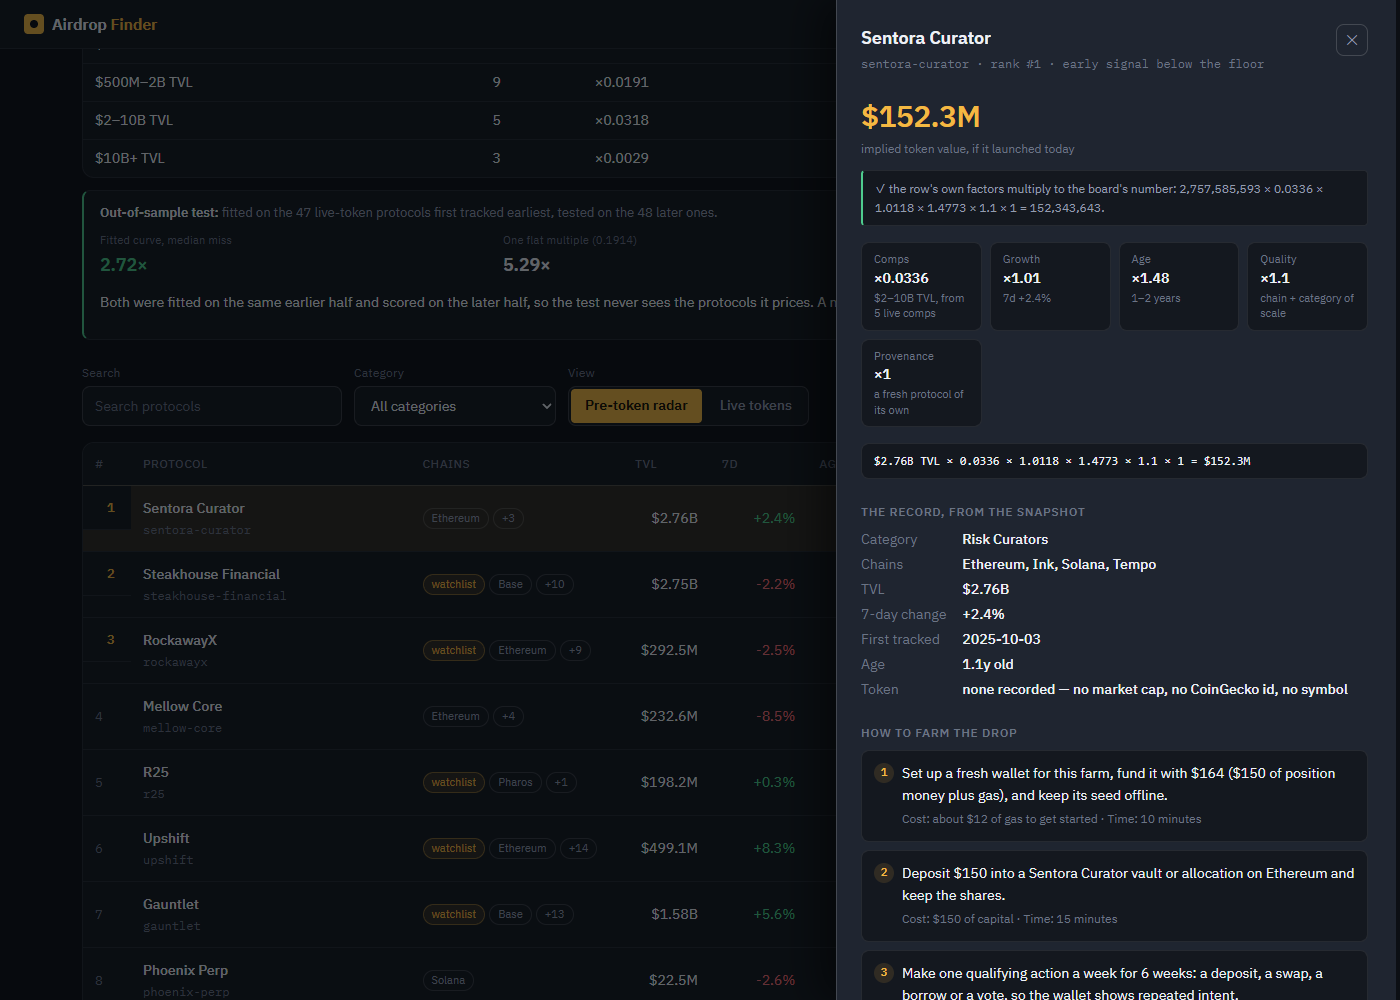 Airdrop Finder
$500M–2B TVL 9 ×0.0191
$2–10B TVL 5 ×0.0318
$10B+ TVL 3 ×0.0029
Out-of-sample test: fitted on the 47 live-token protocols first tracked earliest, tested on the 48 later ones.
Fitted curve, median miss One flat multiple (0.1914)
2.72× 5.29×
Both were fitted on the same earlier half and scored on the later half, so the test never sees the protocols it prices. A
Search Category View
Search protocols All categories Pre-token radar Live tokens
# PROTOCOL CHAINS TVL 7D AG
1 Sentora Curator Ethereum +3 $2.76B +2.4%
sentora-curator
2 Steakhouse Financial watchlist Base +10 $2.75B -2.2%
steakhouse-financial
3 RockawayX watchlist Ethereum +9 $292.5M -2.5%
rockawayx
4 Mellow Core Ethereum +4 $232.6M -8.5%
mellow-core
5 R25 watchlist Pharos +1 $198.2M +0.3%
r25
6 Upshift watchlist Ethereum +14 $499.1M +8.3%
upshift
7 Gauntlet watchlist Base +13 $1.58B +5.6%
gauntlet
8 Phoenix Perp Solana $22.5M -2.6%
phoenix-perp
Sentora Curator
sentora-curator · rank #1 · early signal below the floor
$152.3M
implied token value, if it launched today
✓ the row's own factors multiply to the board's number: 2,757,585,593 × 0.0336 ×
1.0118 × 1.4773 × 1.1 × 1 = 152,343,643.
Comps Growth Age Quality
×0.0336 ×1.01 ×1.48 ×1.1
$2–10B TVL, from 7d +2.4% 1–2 years chain + category of
5 live comps scale
Provenance
×1
a fresh protocol of
its own
$2.76B TVL × 0.0336 × 1.0118 × 1.4773 × 1.1 × 1 = $152.3M
THE RECORD, FROM THE SNAPSHOT
Category Risk Curators
Chains Ethereum, Ink, Solana, Tempo
TVL $2.76B
7-day change +2.4%
First tracked 2025-10-03
Age 1.1y old
Token none recorded — no market cap, no CoinGecko id, no symbol
HOW TO FARM THE DROP
1 Set up a fresh wallet for this farm, fund it with $164 ($150 of position
money plus gas), and keep its seed offline.
Cost: about $12 of gas to get started · Time: 10 minutes
2 Deposit $150 into a Sentora Curator vault or allocation on Ethereum and
keep the shares.
Cost: $150 of capital · Time: 15 minutes
3 Make one qualifying action a week for 6 weeks: a deposit, a swap, a
borrow or a vote, so the wallet shows repeated intent.